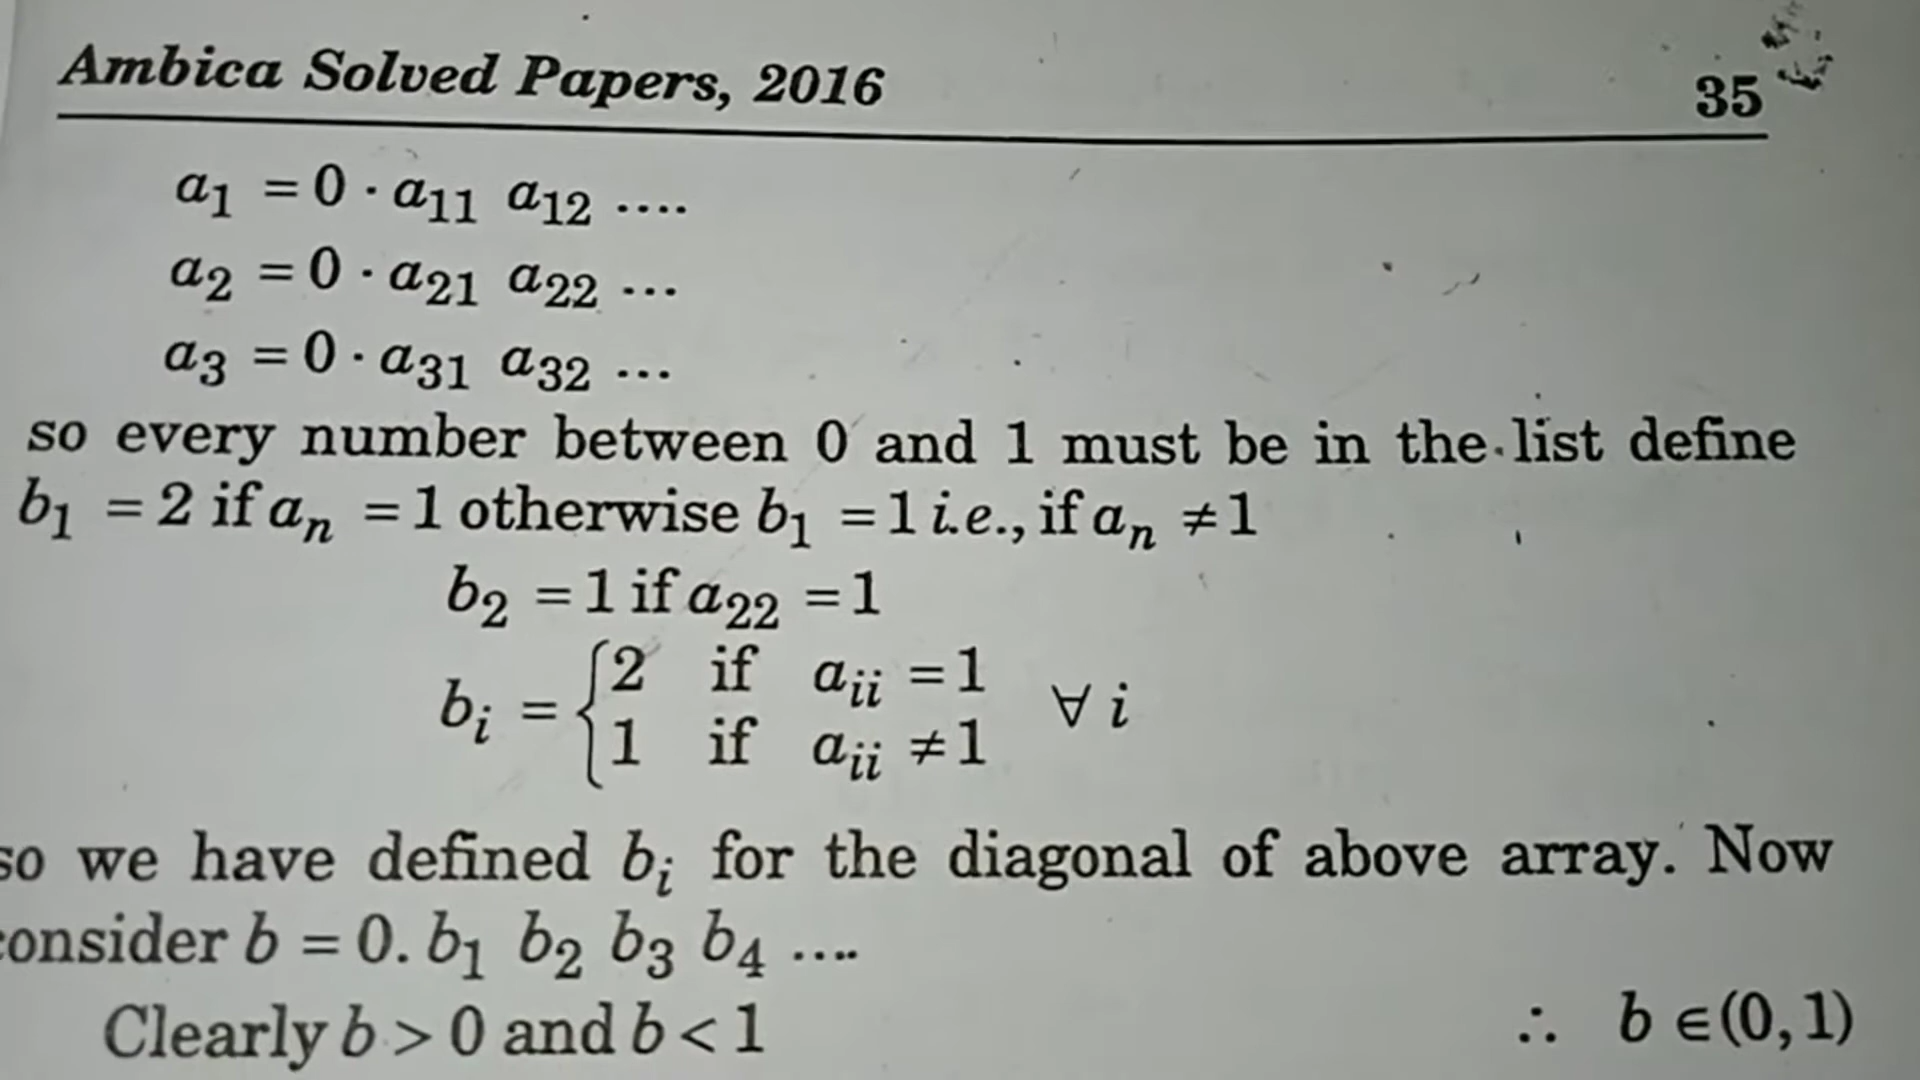 Ambica Solved Papers, 2016 35
a₁ = 0 · a₁₁ a₁₂ ....
a₂ = 0 · a₂₁ a₂₂ ...
a₃ = 0 · a₃₁ a₃₂ ...
so every number between 0 and 1 must be in the list define
b₁ = 2 if aₙ = 1 otherwise b₁ = 1 i.e., if aₙ ≠ 1
b₂ = 1 if a₂₂ = 1
bᵢ = {2 if aᵢᵢ = 1
1 if aᵢᵢ ≠ 1 ∀ i
so we have defined bᵢ for the diagonal of above array. Now
consider b = 0. b₁ b₂ b₃ b₄ ....
Clearly b > 0 and b < 1 ∴ b ∈ (0, 1)